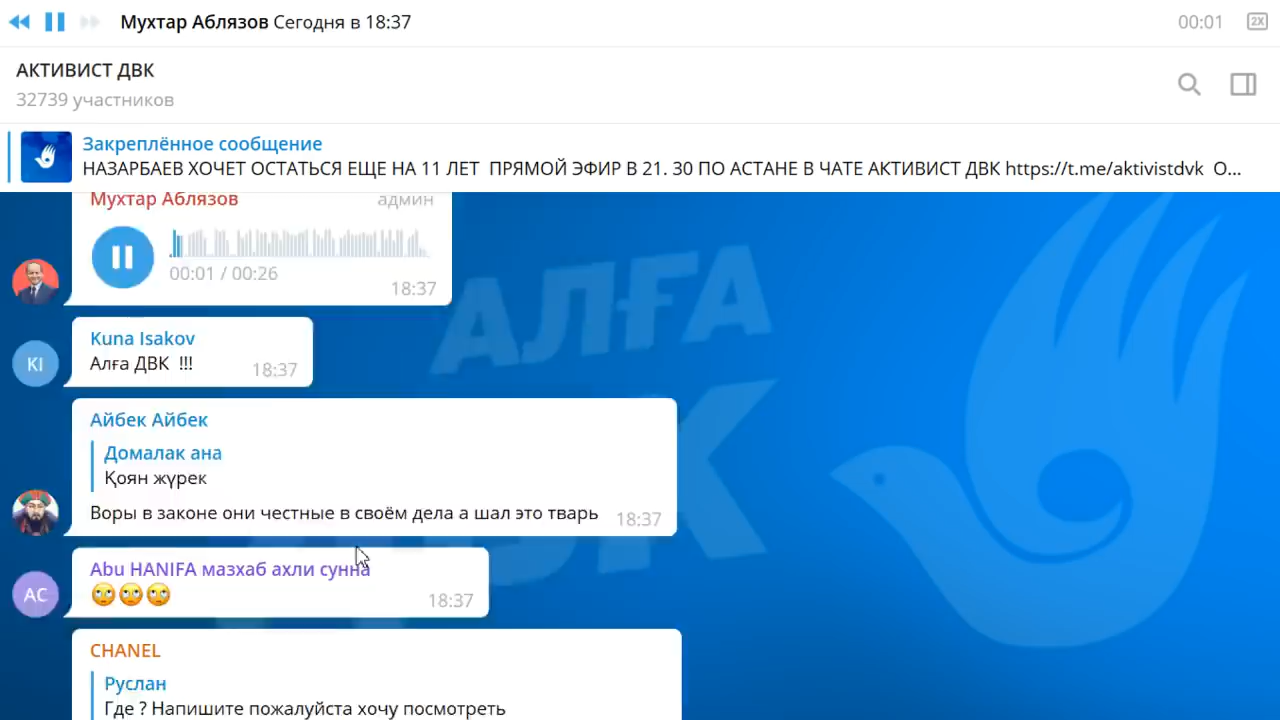 Мухтар Аблязов Сегодня в 18:37
00:01
2X
АКТИВИСТ ДВК
32739 участников
Закреплённое сообщение
НАЗАРБАЕВ ХОЧЕТ ОСТАТЬСЯ ЕЩЕ НА 11 ЛЕТ ПРЯМОЙ ЭФИР В 21. 30 ПО АСТАНЕ В ЧАТЕ АКТИВИСТ ДВК https://t.me/aktivistdvk О...
Мухтар Аблязов
админ
00:01 / 00:26
18:37
АЛҒА
KI
Kuna Isakov
Алға ДВК !!!
18:37
Айбек Айбек
Домалак ана
Қоян жүрек
Воры в законе они честные в своём дела а шал это тварь
18:37
AC
Abu HANIFA мазхаб ахли сунна
🙄🙄🙄
18:37
CHANEL
Руслан
Где ? Напишите пожалуйста хочу посмотреть